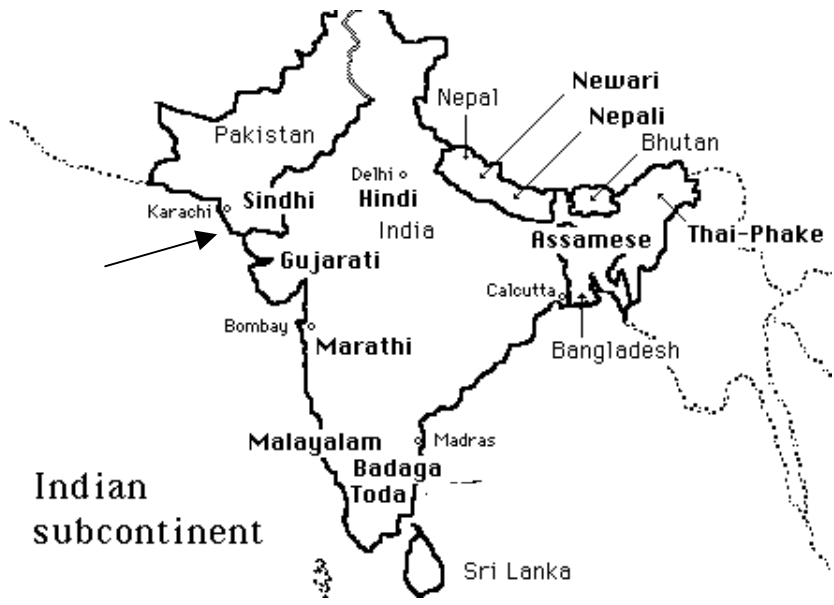 Newari
Nepal
Nepali
Pakistan
Bhutan
Delhi
Sindhi
Hindi
Karachi
India
Assamese
Thai-Phake
Gujarati
Calcutta
Bombay
Marathi
Bangladesh
Malayalam
Madras
Badaga
Toda
Indian
subcontinent
Sri Lanka